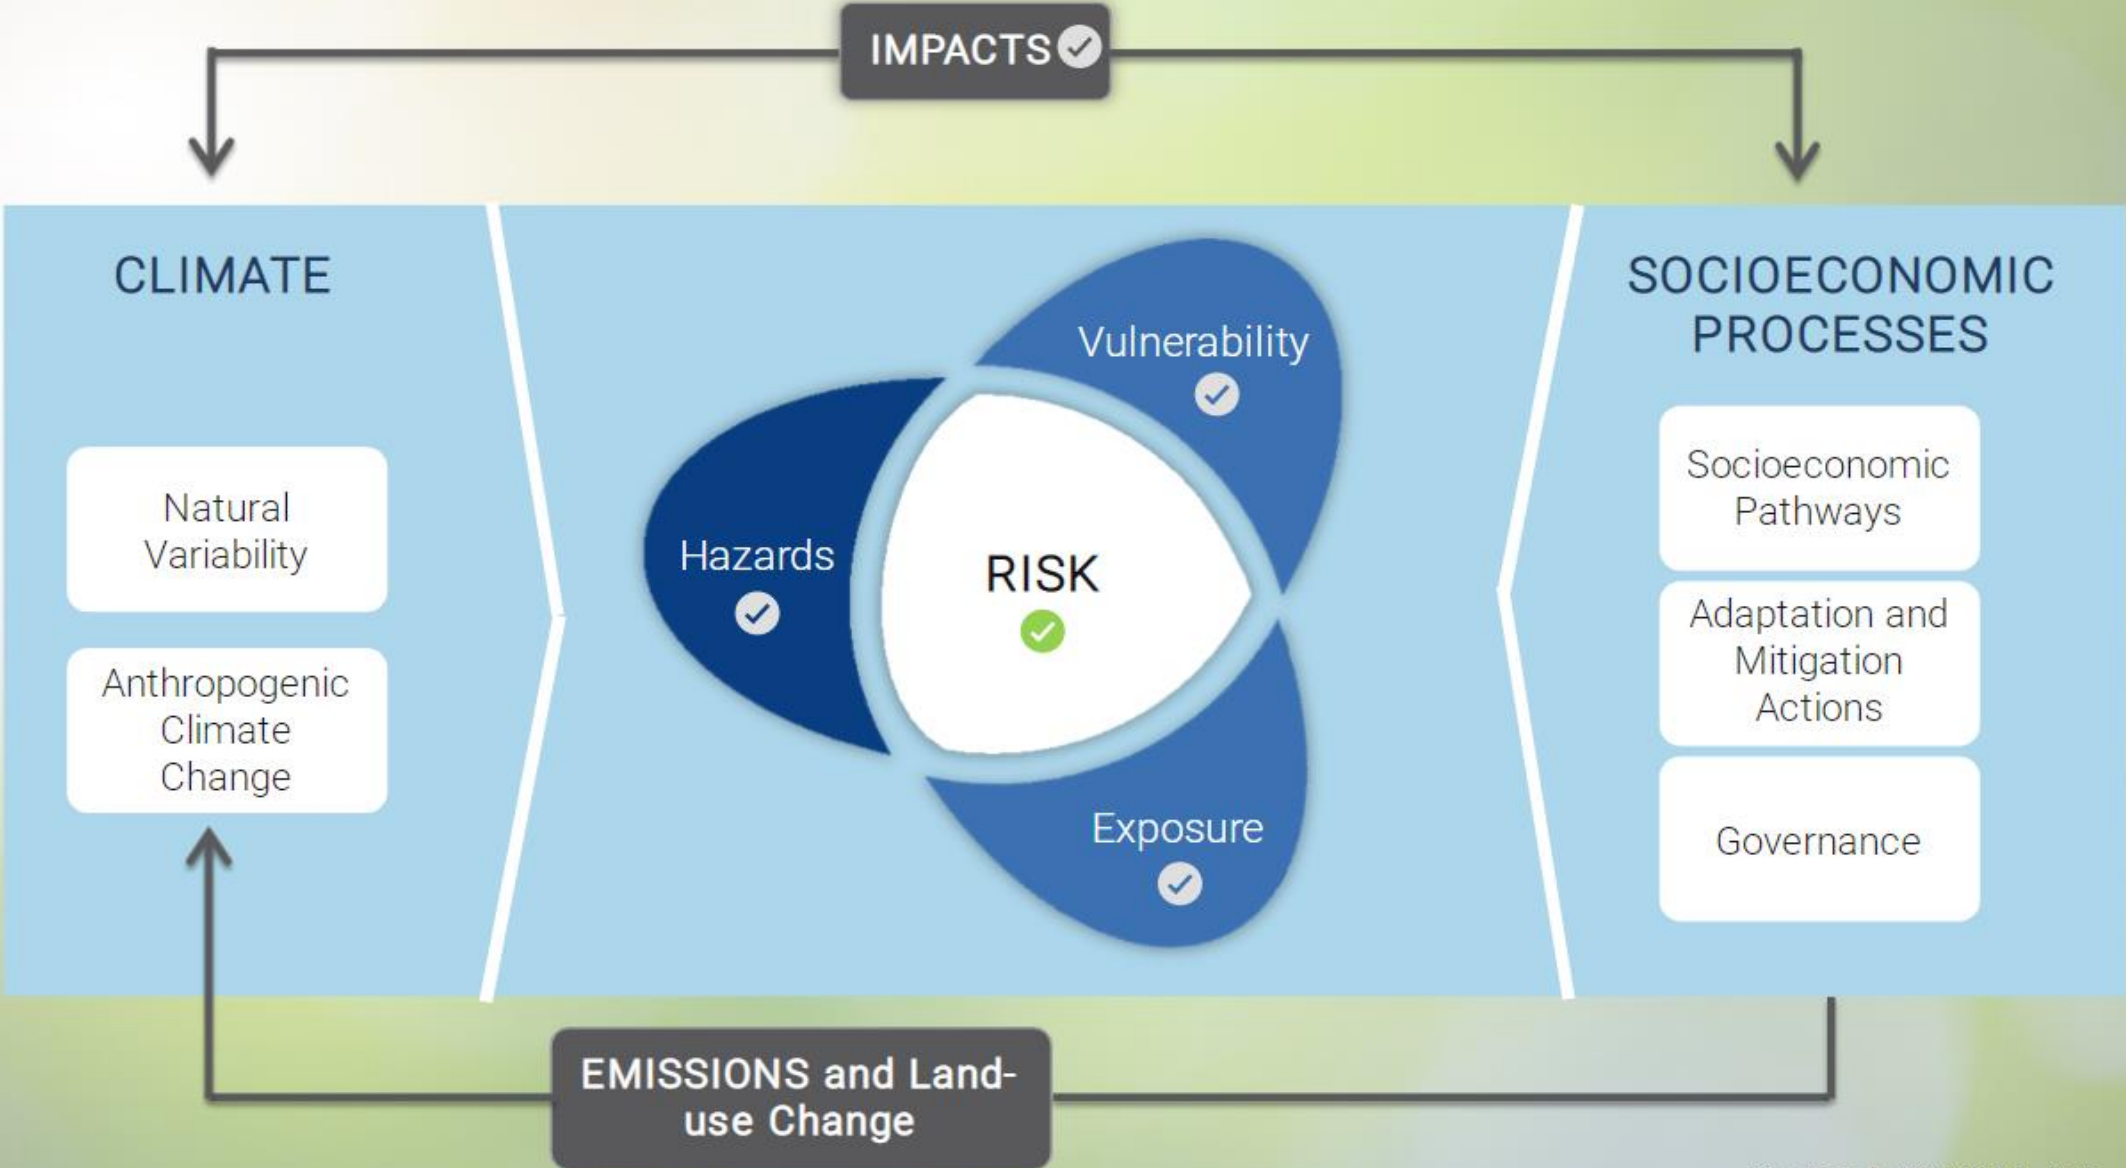 IMPACTS
CLIMATE
Natural
Variability
Anthropogenic
Climate
Change
Vulnerability
Hazards
RISK
Exposure
SOCIOECONOMIC
PROCESSES
Socioeconomic
Pathways
Adaptation and
Mitigation
Actions
Governance
EMISSIONS and Land-
use Change